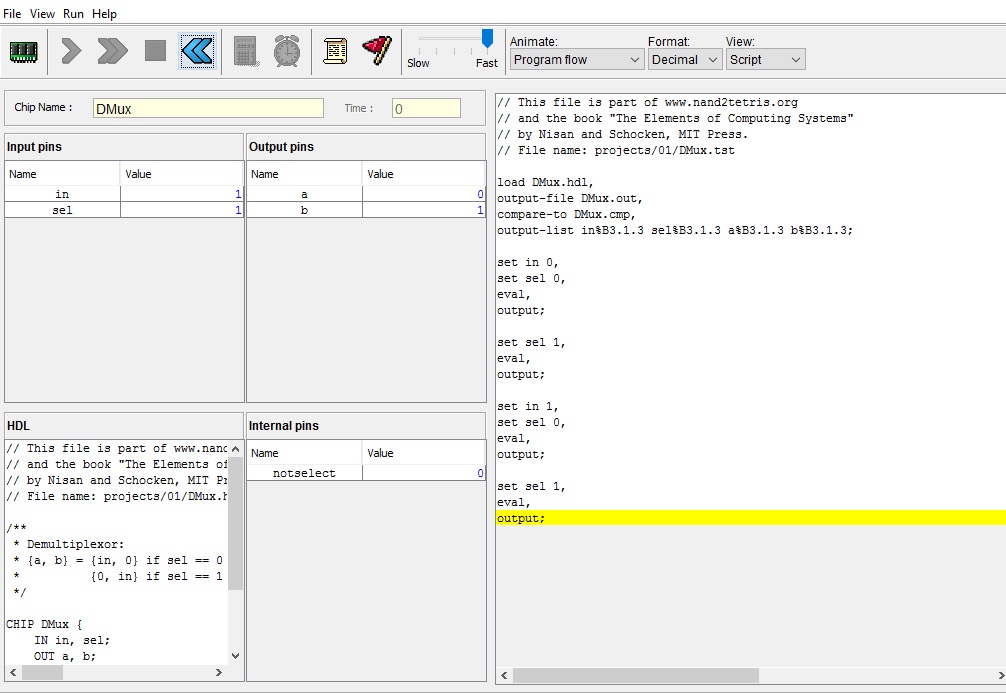 File View Run Help
Slow Fast
Animate: Format: View:
Program flow Decimal Script
Chip Name : DMux Time : 0
Input pins
Name Value
in 1
sel 1
Output pins
Name Value
a 0
b 1
HDL
// This file is part of www.nand
// and the book "The Elements of
// by Nisan and Schocken, MIT Pr
// File name: projects/01/DMux.h
/**
* Demultiplexor:
* {a, b} = {in, 0} if sel == 0
* {0, in} if sel == 1
*/
CHIP DMux {
IN in, sel;
OUT a, b;
Internal pins
Name Value
notselect 0
// This file is part of www.nand2tetris.org
// and the book "The Elements of Computing Systems"
// by Nisan and Schocken, MIT Press.
// File name: projects/01/DMux.tst
load DMux.hdl,
output-file DMux.out,
compare-to DMux.cmp,
output-list in%B3.1.3 sel%B3.1.3 a%B3.1.3 b%B3.1.3;
set in 0,
set sel 0,
eval,
output;
set sel 1,
eval,
output;
set in 1,
set sel 0,
eval,
output;
set sel 1,
eval,
output;